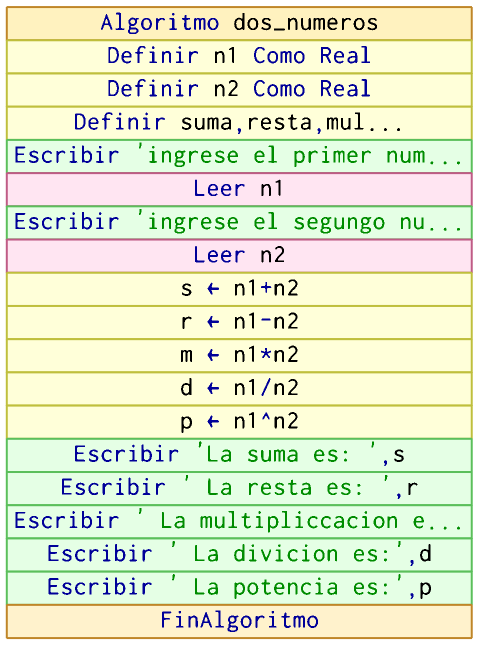 Algoritmo dos_numeros
Definir n1 Como Real
Definir n2 Como Real
Definir suma,resta,mul...
Escribir 'ingrese el primer num...
Leer n1
Escribir 'ingrese el segungo nu...
Leer n2
s ← n1+n2
r ← n1-n2
m ← n1*n2
d ← n1/n2
p ← n1^n2
Escribir 'La suma es: ',s
Escribir ' La resta es: ',r
Escribir ' La multipliccacion e...
Escribir ' La divicion es:',d
Escribir ' La potencia es:',p
FinAlgoritmo